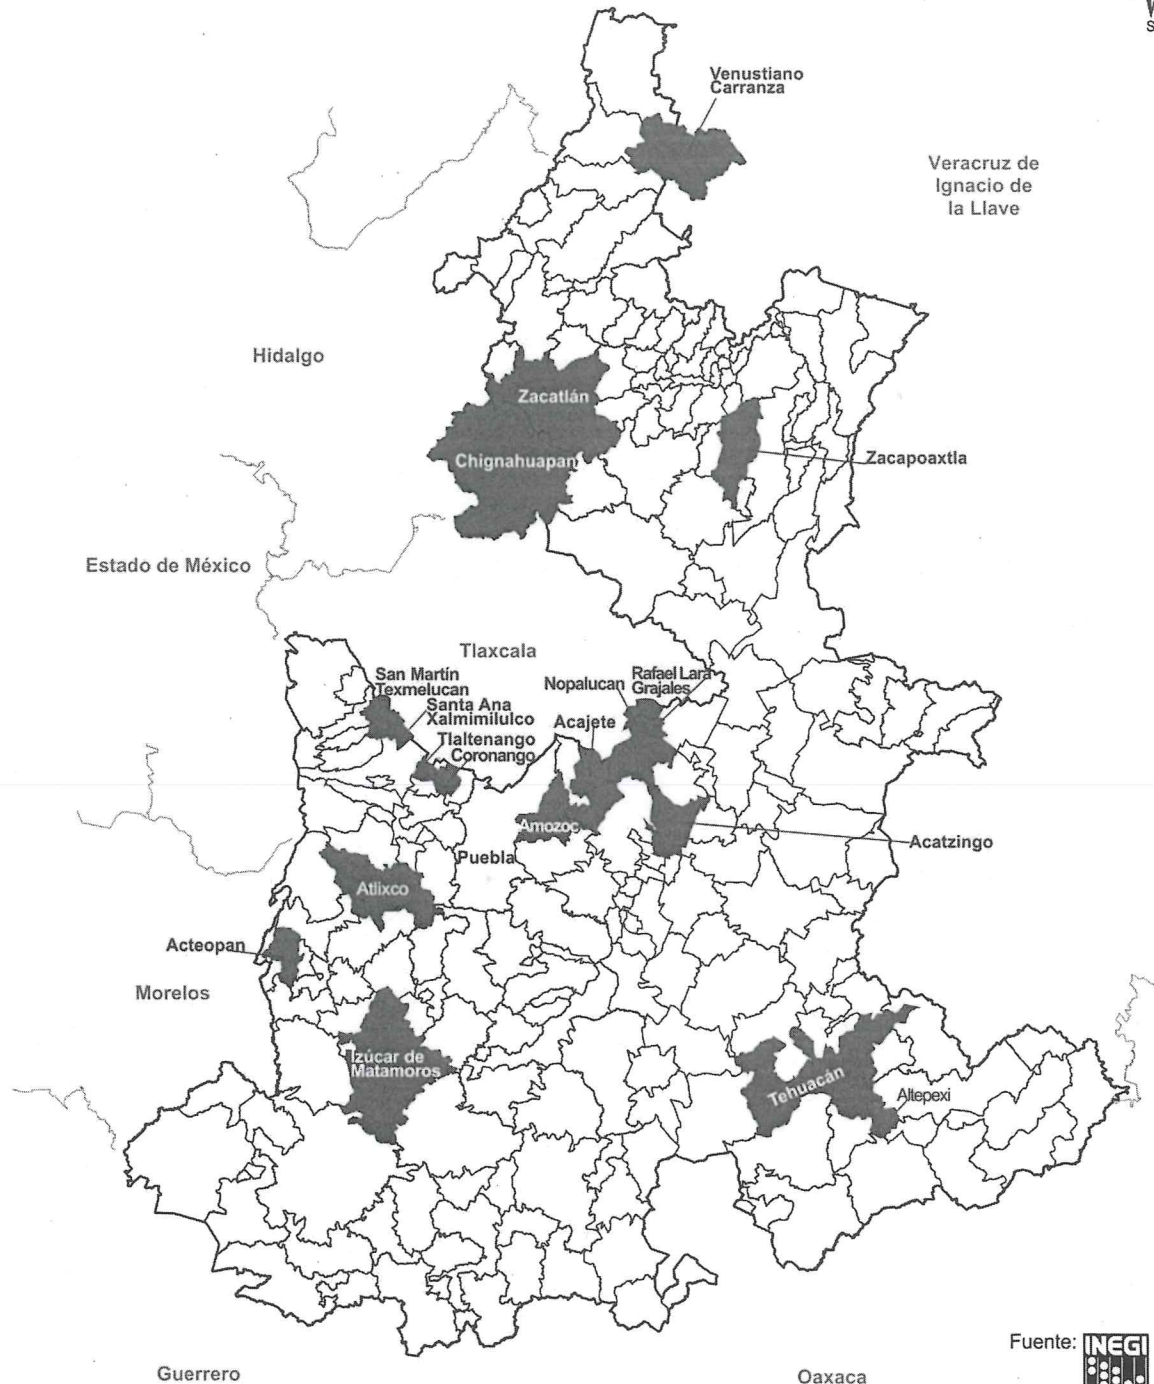 S
Venustiano
Carranza
Veracruz de
Ignacio de
la Llave
Hidalgo
Zacatlán
Chignahuapan
Zacapoaxtla
Estado de México
Tlaxcala
San Martín
Texmelucan
Santa Ana
Xalmimilulco
Tlaltenango
Coronango
Nopalucan
Rafael Lara
Grajales
Acajete
Amozoc
Acatzingo
Puebla
Atlixco
Acteopan
Morelos
Izúcar de
Matamoros
Tehuacán
Altepexi
Fuente: INEGI
Guerrero
Oaxaca